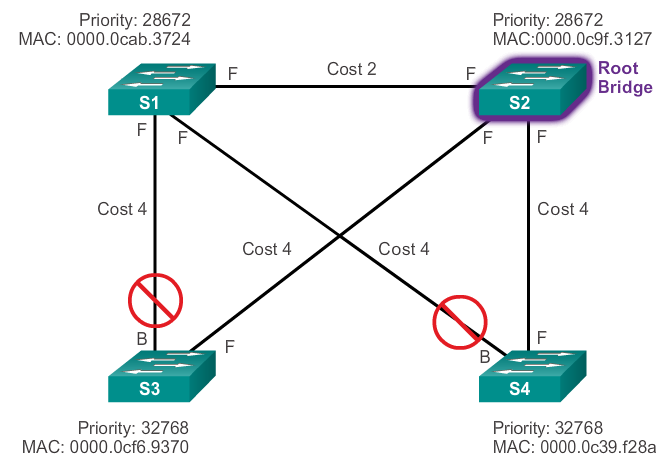 Priority: 28672
MAC: 0000.0cab.3724
Priority: 28672
MAC:0000.0c9f.3127
Root
Bridge
F
Cost 2
F
S1
S2
F
F
F
F
Cost 4
Cost 4
Cost 4
Cost 4
B
F
B
F
S3
S4
Priority: 32768
MAC: 0000.0cf6.9370
Priority: 32768
MAC: 0000.0c39.f28a